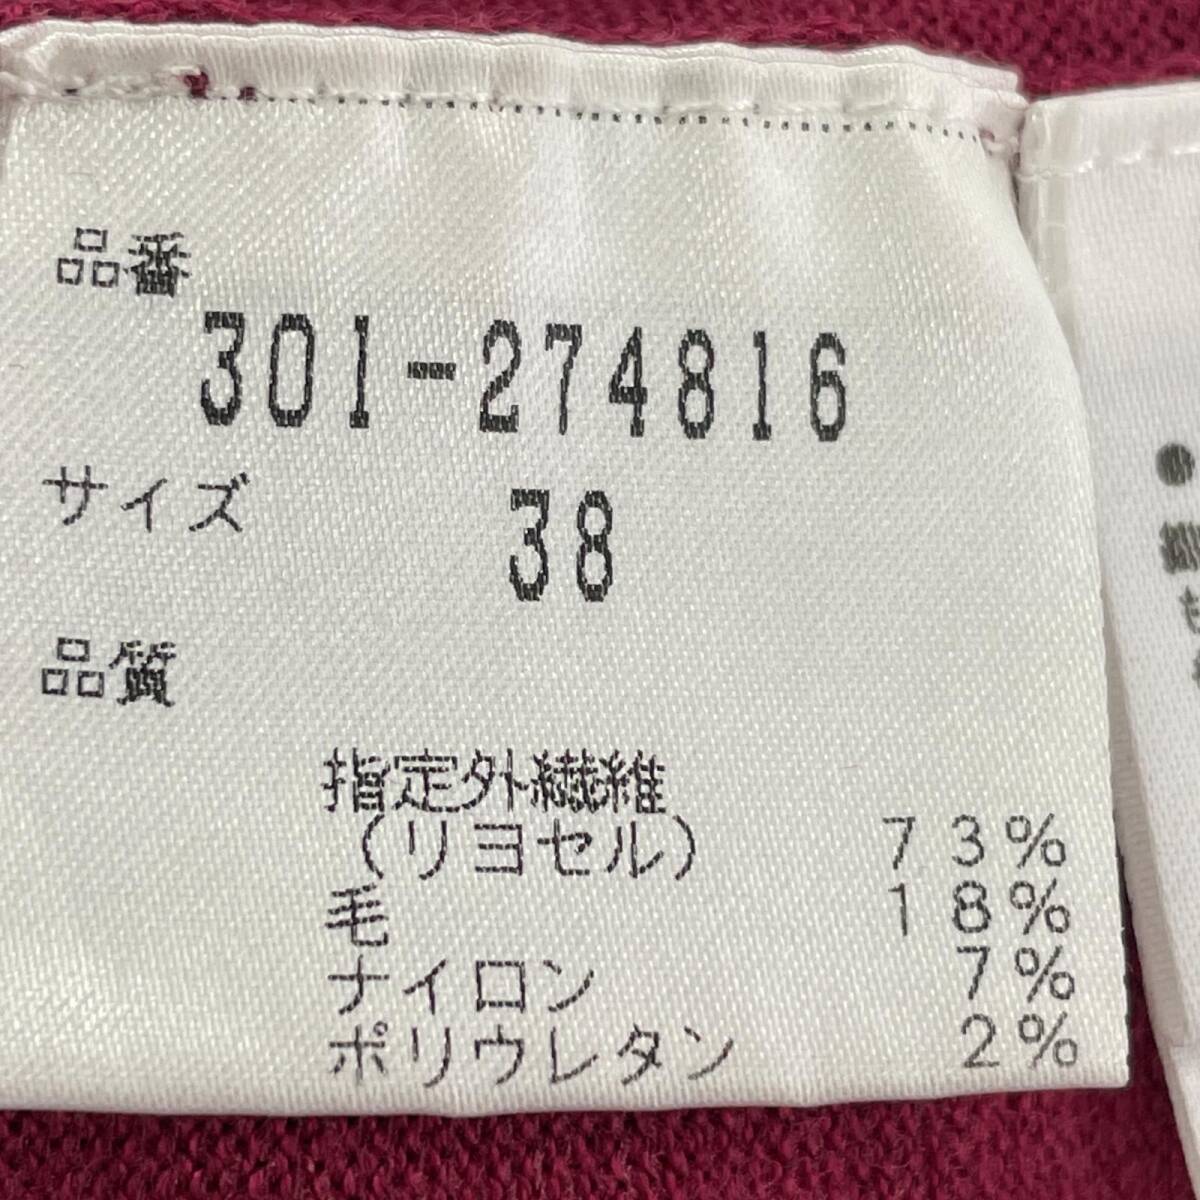 品番
301-274816
サイズ 38
品質
指定外繊維
(リヨセル) 73%
毛 18%
ナイロン 7%
ポリウレタン 2%